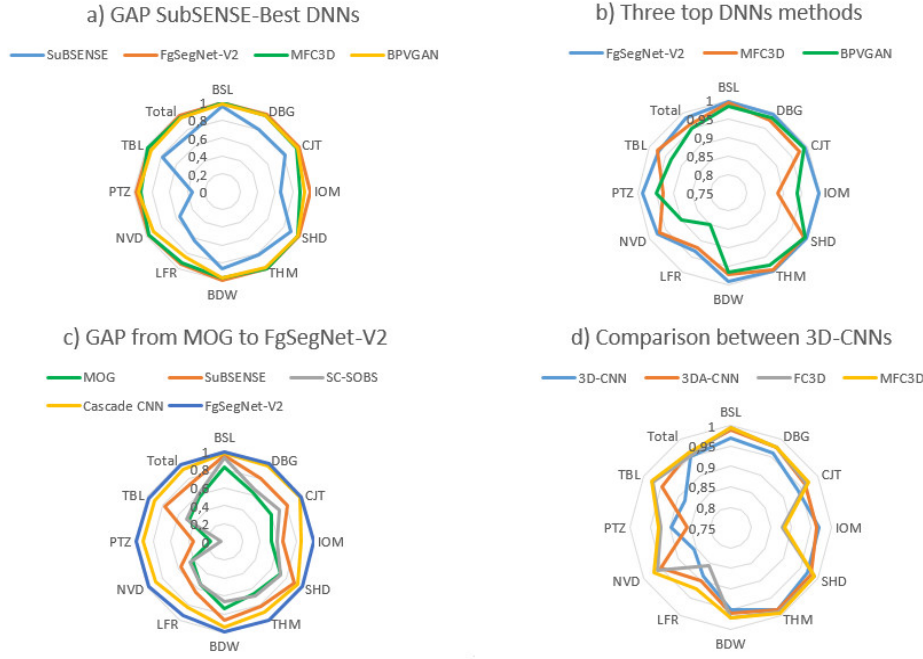 a) GAP SubSENSE-Best DNNs
SuBSENSE FgSegNet-V2 MFC3D BPVGAN
BSL
Total DBG
TBL CJT
PTZ IOM
NVD SHD
LFR THM
BDW
1
0,8
0,6
0,4
0,2
0
b) Three top DNNs methods
FgSegNet-V2 MFC3D BPVGAN
BSL
Total DBG
TBL CJT
PTZ IOM
NVD SHD
LFR THM
BDW
1
0,95
0,9
0,85
0,8
0,75
c) GAP from MOG to FgSegNet-V2
MOG SuBSENSE SC-SOBS
Cascade CNN FgSegNet-V2
BSL
Total DBG
TBL CJT
PTZ IOM
NVD SHD
LFR THM
BDW
1
0,8
0,6
0,4
0,2
0
d) Comparison between 3D-CNNs
3D-CNN 3DA-CNN FC3D MFC3D
BSL
Total DBG
TBL CJT
PTZ IOM
NVD SHD
LFR THM
BDW
1
0,95
0,9
0,85
0,8
0,75